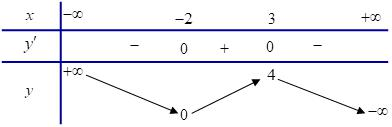 x −∞ −2 3 +∞
y′ − 0 + 0 −
y +∞ 0 4 −∞